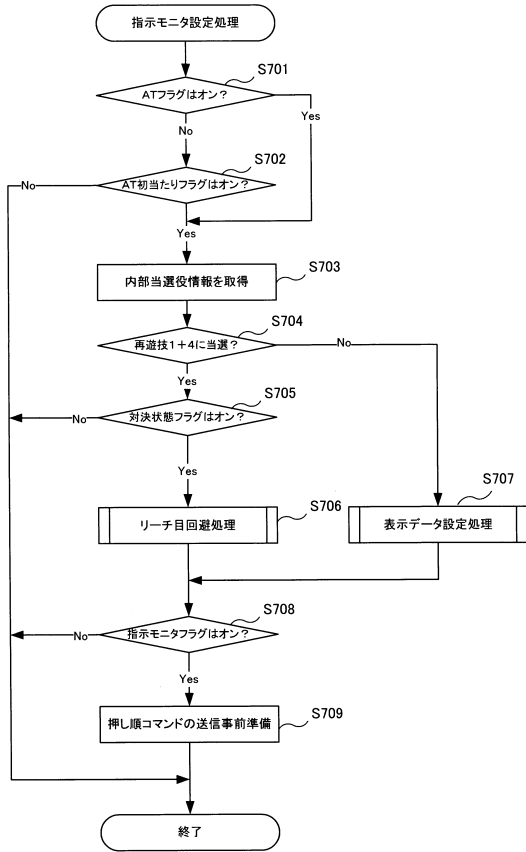 指示モニタ設定処理
S701
ATフラグはオン？
Yes
No
S702
AT初当たりフラグはオン？
No
Yes
S703
内部当選役情報を取得
S704
再遊技1＋4に当選？
No
Yes
S705
対決状態フラグはオン？
No
Yes
S706
リーチ目回避処理
S707
表示データ設定処理
S708
指示モニタフラグはオン？
No
Yes
S709
押し順コマンドの送信事前準備
終了